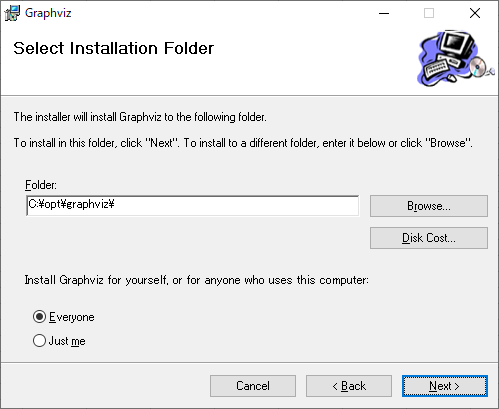 Graphviz
Select Installation Folder
The installer will install Graphviz to the following folder.
To install in this folder, click "Next". To install to a different folder, enter it below or click "Browse".
Folder:
C:¥opt¥graphviz¥
Browse...
Disk Cost...
Install Graphviz for yourself, or for anyone who uses this computer:
Everyone
Just me
Cancel
< Back
Next >